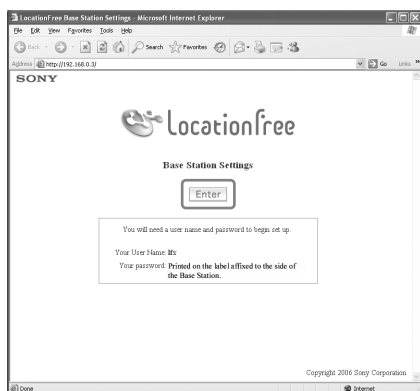 LocationFree Base Station Settings - Microsoft Internet Explorer
File Edit View Favorites Tools Help
Back Search Favorites
Address http://192.168.0.3/ Go Links »
SONY
LocationFree
Base Station Settings
Enter
You will need a user name and password to begin set up.
Your User Name: lfx
Your password: Printed on the label affixed to the side of
the Base Station.
Copyright 2006 Sony Corporation
Done Internet